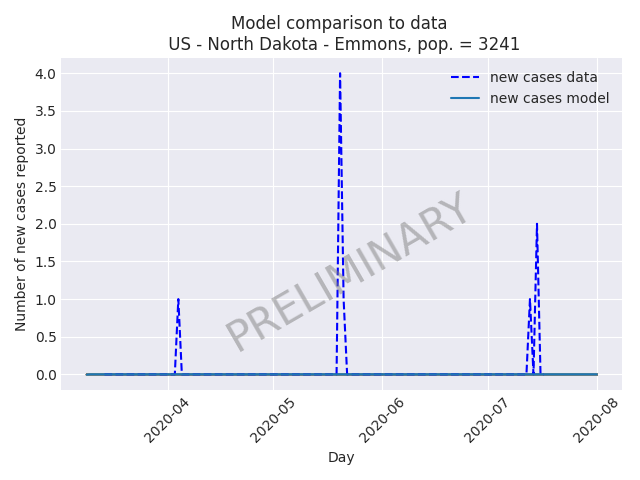 Model comparison to data
US - North Dakota - Emmons, pop. = 3241
new cases data
new cases model
Number of new cases reported
4.0
3.5
3.0
2.5
2.0
1.5
1.0
0.5
0.0
PRELIMINARY
2020-04
2020-05
2020-06
2020-07
2020-08
Day